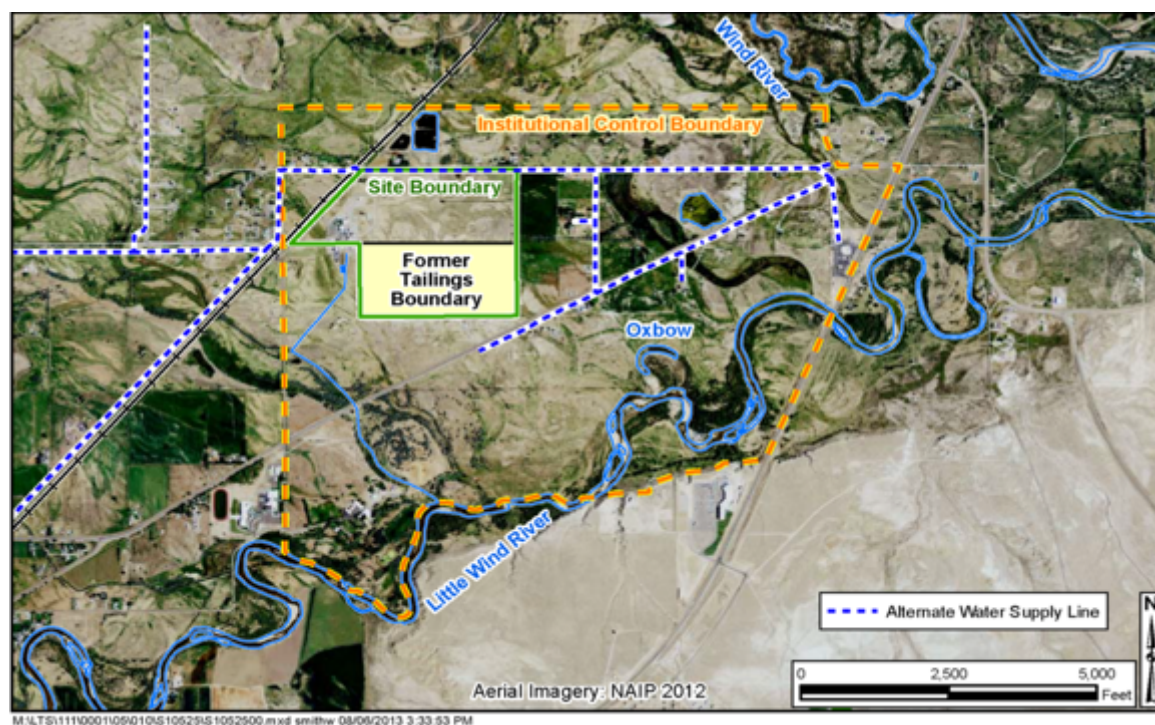 Wind River
Institutional Control Boundary
Site Boundary
Former
Tailings
Boundary
Oxbow
Little Wind River
Alternate Water Supply Line
N
0 2,500 5,000
Feet
Aerial Imagery: NAIP 2012
M:\LTS\111\0001\05\010\S10525\S1052500.mxd smithw 08/06/2013 3:33:53 PM